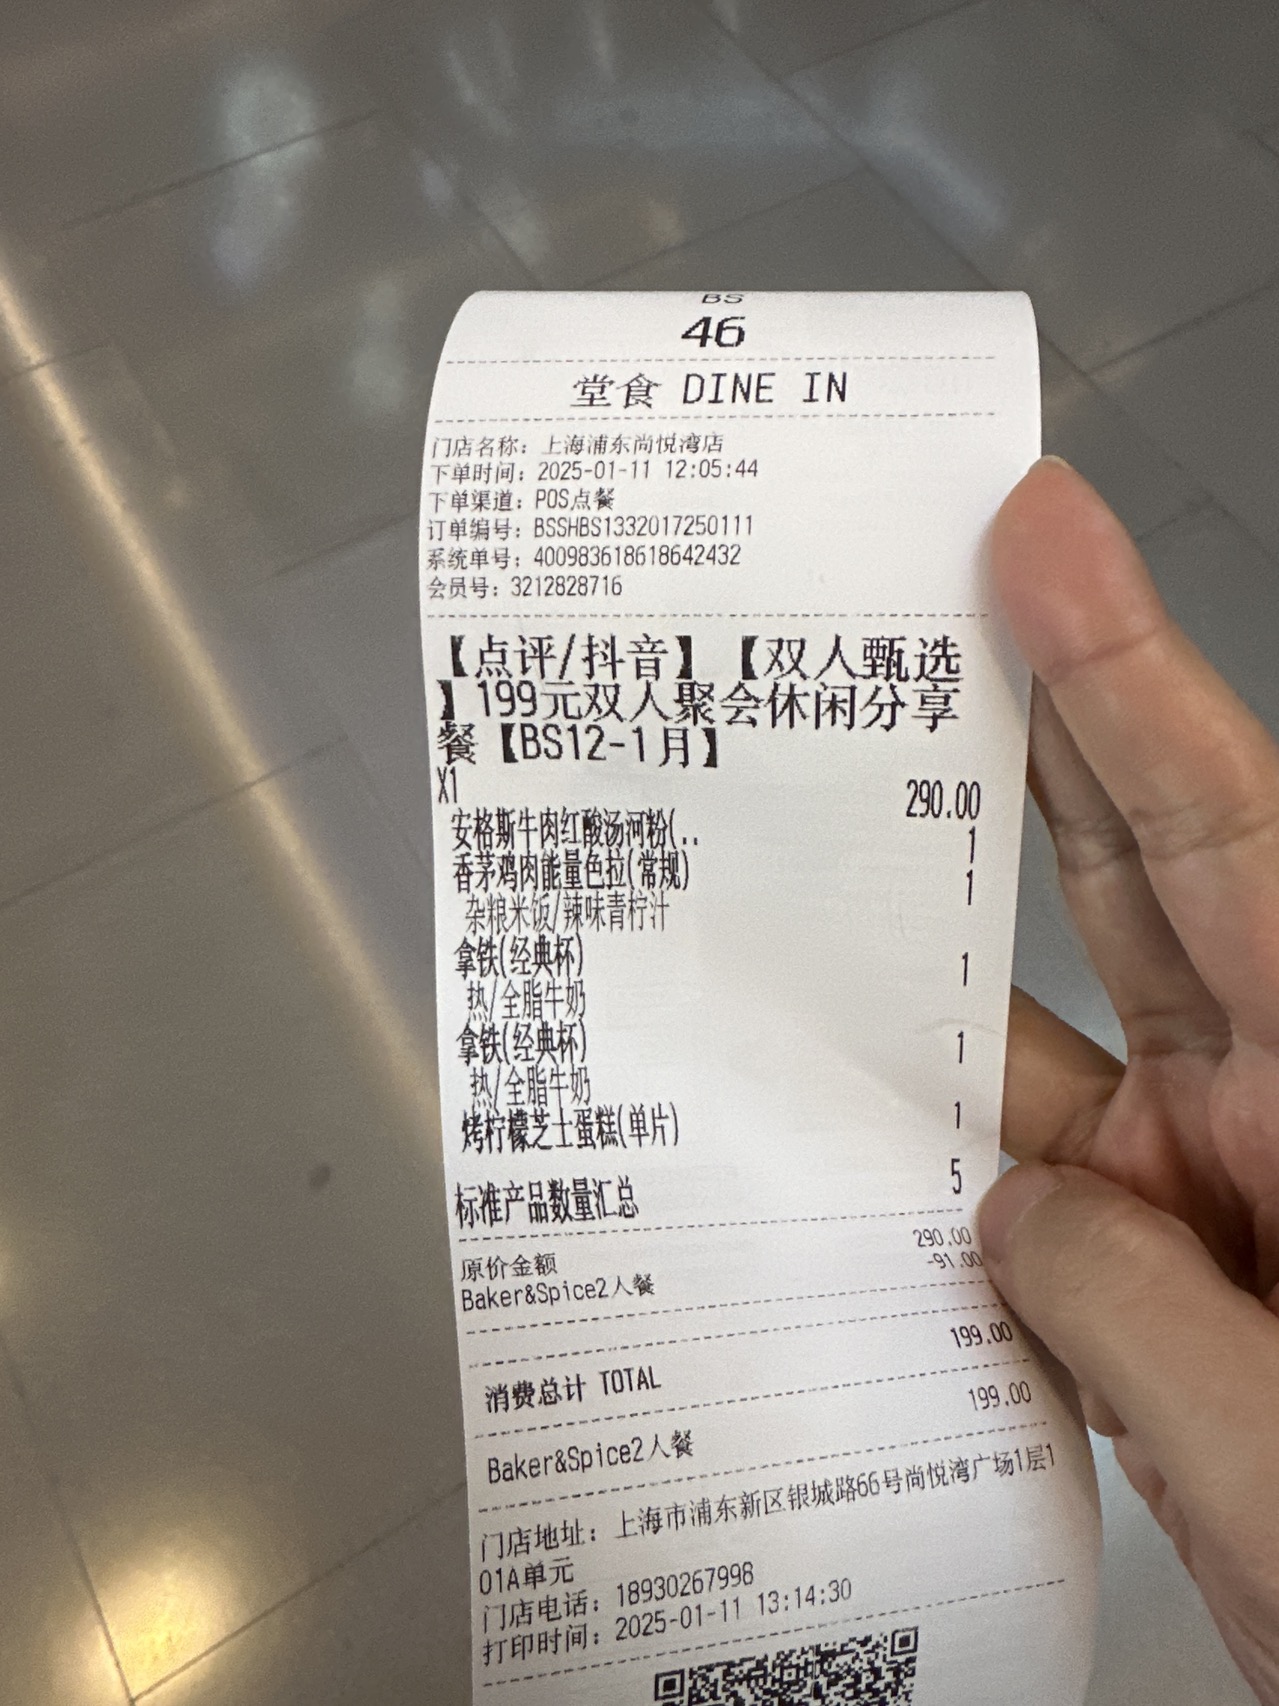 BS
46
堂食 DINE IN
门店名称：上海浦东尚悦湾店
下单时间：2025-01-11 12:05:44
下单渠道：POS点餐
订单编号：BSSHBS1332017250111
系统单号：400983618618642432
会员号：3212828716
【点评/抖音】【双人甄选
】199元双人聚会休闲分享
餐【BS12-1月】
X1 290.00
安格斯牛肉红酸汤河粉(.. 1
香茅鸡肉能量色拉(常规) 1
杂粮米饭/辣味青柠汁
拿铁(经典杯) 1
热/全脂牛奶
拿铁(经典杯) 1
热/全脂牛奶
烤柠檬芝士蛋糕(单片) 1
标准产品数量汇总 5
原价金额 290.00
Baker&Spice2人餐 -91.00
消费总计 TOTAL 199.00
Baker&Spice2人餐 199.00
门店地址：上海市浦东新区银城路66号尚悦湾广场1层1
01A单元
门店电话：18930267998
打印时间：2025-01-11 13:14:30